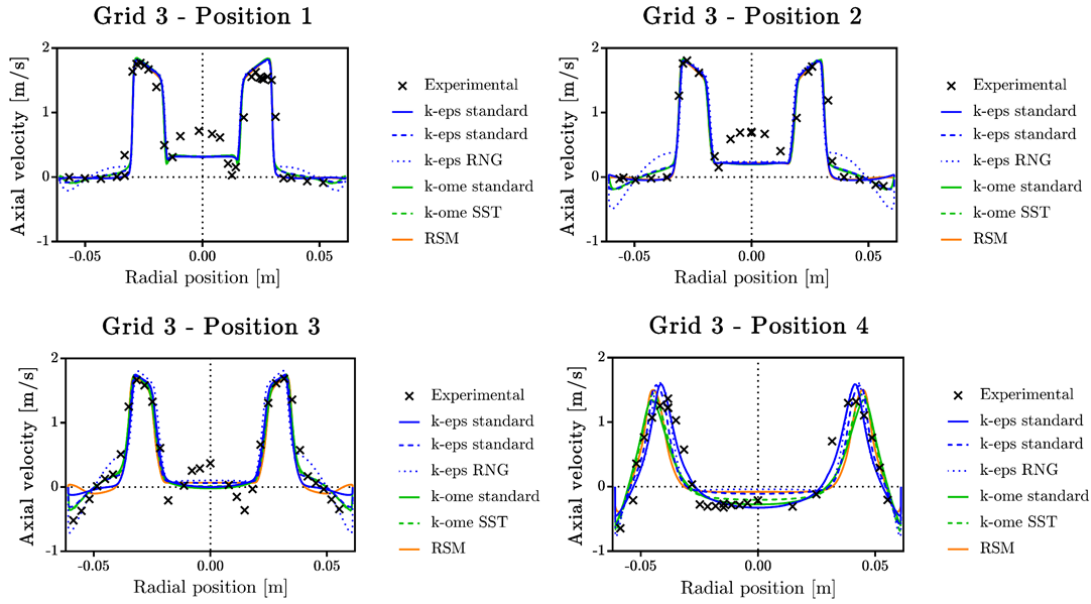 Grid 3 - Position 1
Axial velocity [m/s]
2
1
0
-1
-0.05
0.00
0.05
Radial position [m]
Experimental
k-eps standard
k-eps standard
k-eps RNG
k-ome standard
k-ome SST
RSM
Grid 3 - Position 2
Axial velocity [m/s]
2
1
0
-1
-0.05
0.00
0.05
Radial position [m]
Experimental
k-eps standard
k-eps standard
k-eps RNG
k-ome standard
k-ome SST
RSM
Grid 3 - Position 3
Axial velocity [m/s]
2
1
0
-1
-0.05
0.00
0.05
Radial position [m]
Experimental
k-eps standard
k-eps standard
k-eps RNG
k-ome standard
k-ome SST
RSM
Grid 3 - Position 4
Axial velocity [m/s]
2
1
0
-1
-0.05
0.00
0.05
Radial position [m]
Experimental
k-eps standard
k-eps standard
k-eps RNG
k-ome standard
k-ome SST
RSM